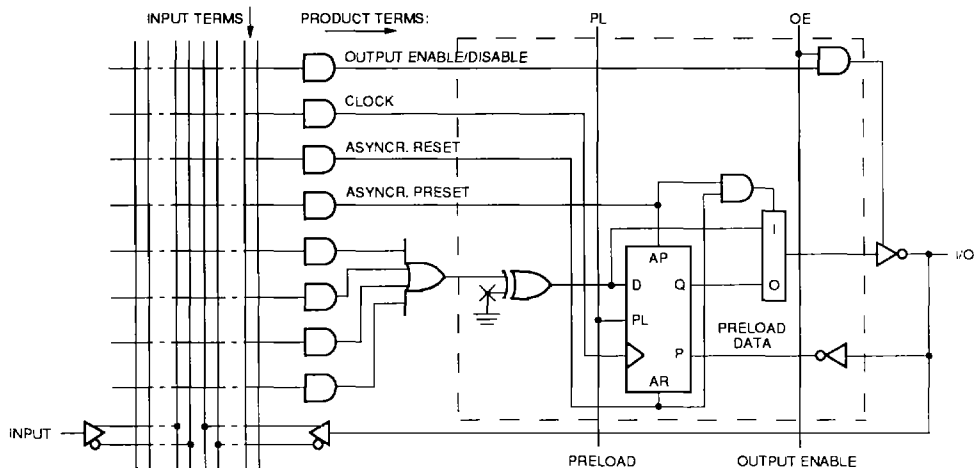 INPUT TERMS
PRODUCT TERMS:
PL
OE
OUTPUT ENABLE/DISABLE
CLOCK
ASYNCR. RESET
ASYNCR. PRESET
AP
I
D
Q
O
I/O
PL
PRELOAD
DATA
P
AR
INPUT
PRELOAD
OUTPUT ENABLE